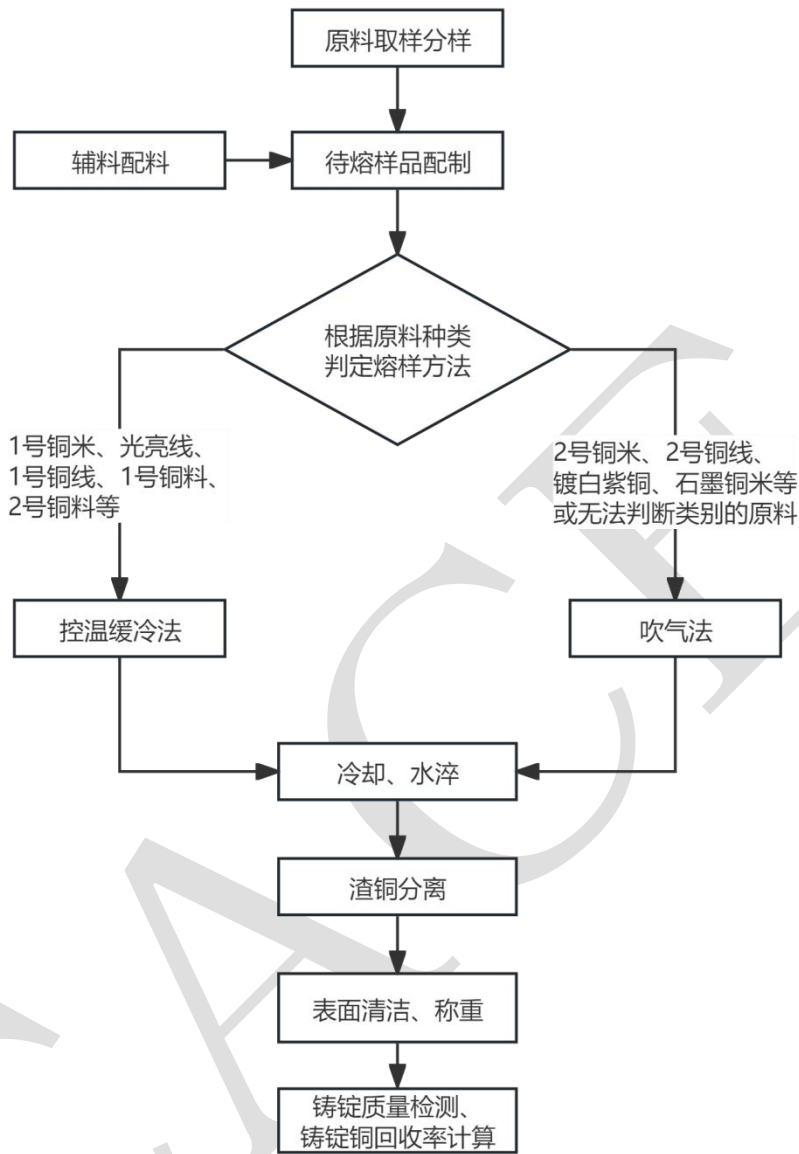 原料取样分样
辅料配料
待熔样品配制
根据原料种类
判定熔样方法
1号铜米、光亮线、
1号铜线、1号铜料、
2号铜料等
2号铜米、2号铜线、
镀白紫铜、石墨铜米等
或无法判断类别的原料
控温缓冷法
吹气法
冷却、水淬
渣铜分离
表面清洁、称重
铸锭质量检测、
铸锭铜回收率计算